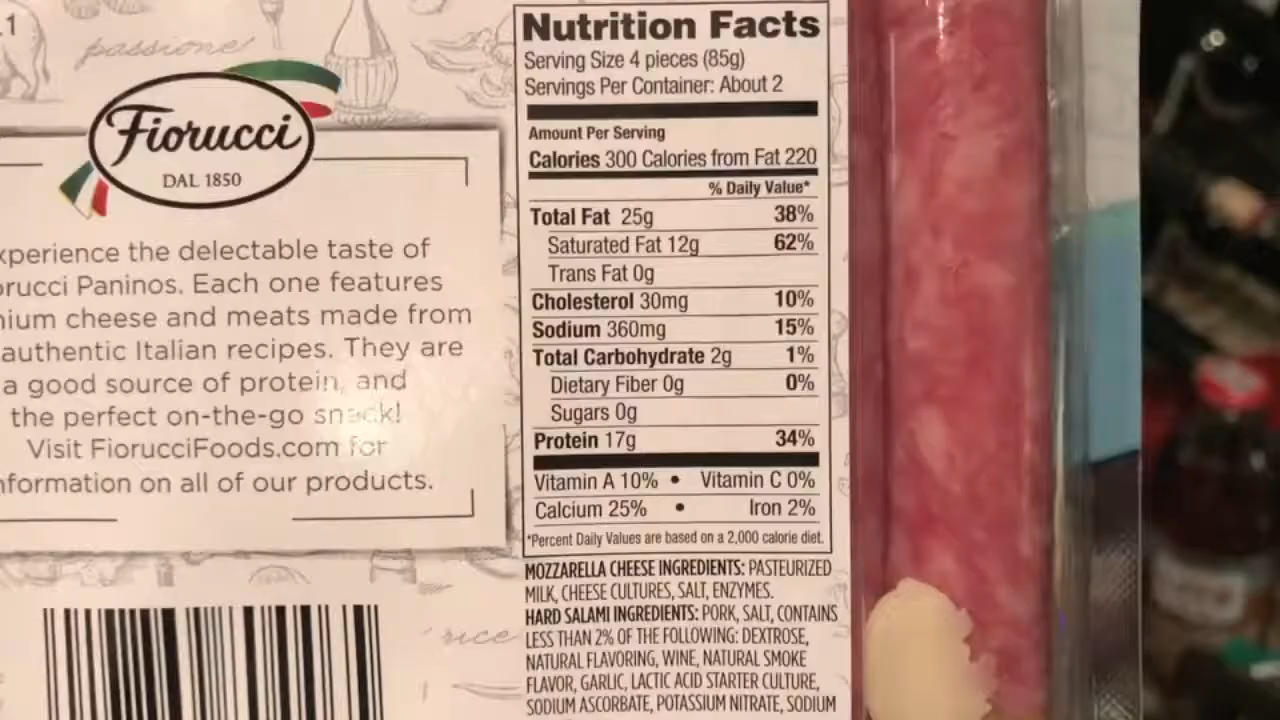 .1
passione
Fiorucci
DAL 1850
xperience the delectable taste of
orucci Paninos. Each one features
nium cheese and meats made from
authentic Italian recipes. They are
a good source of protein, and
the perfect on-the-go snack!
Visit FiorucciFoods.com for
nformation on all of our products.
rice
Nutrition Facts
Serving Size 4 pieces (85g)
Servings Per Container: About 2
Amount Per Serving
Calories 300 Calories from Fat 220
% Daily Value*
Total Fat 25g 38%
Saturated Fat 12g 62%
Trans Fat 0g
Cholesterol 30mg 10%
Sodium 360mg 15%
Total Carbohydrate 2g 1%
Dietary Fiber 0g 0%
Sugars 0g
Protein 17g 34%
Vitamin A 10% • Vitamin C 0%
Calcium 25% • Iron 2%
*Percent Daily Values are based on a 2,000 calorie diet.
MOZZARELLA CHEESE INGREDIENTS: PASTEURIZED
MILK, CHEESE CULTURES, SALT, ENZYMES.
HARD SALAMI INGREDIENTS: PORK, SALT, CONTAINS
LESS THAN 2% OF THE FOLLOWING: DEXTROSE,
NATURAL FLAVORING, WINE, NATURAL SMOKE
FLAVOR, GARLIC, LACTIC ACID STARTER CULTURE,
SODIUM ASCORBATE, POTASSIUM NITRATE, SODIUM